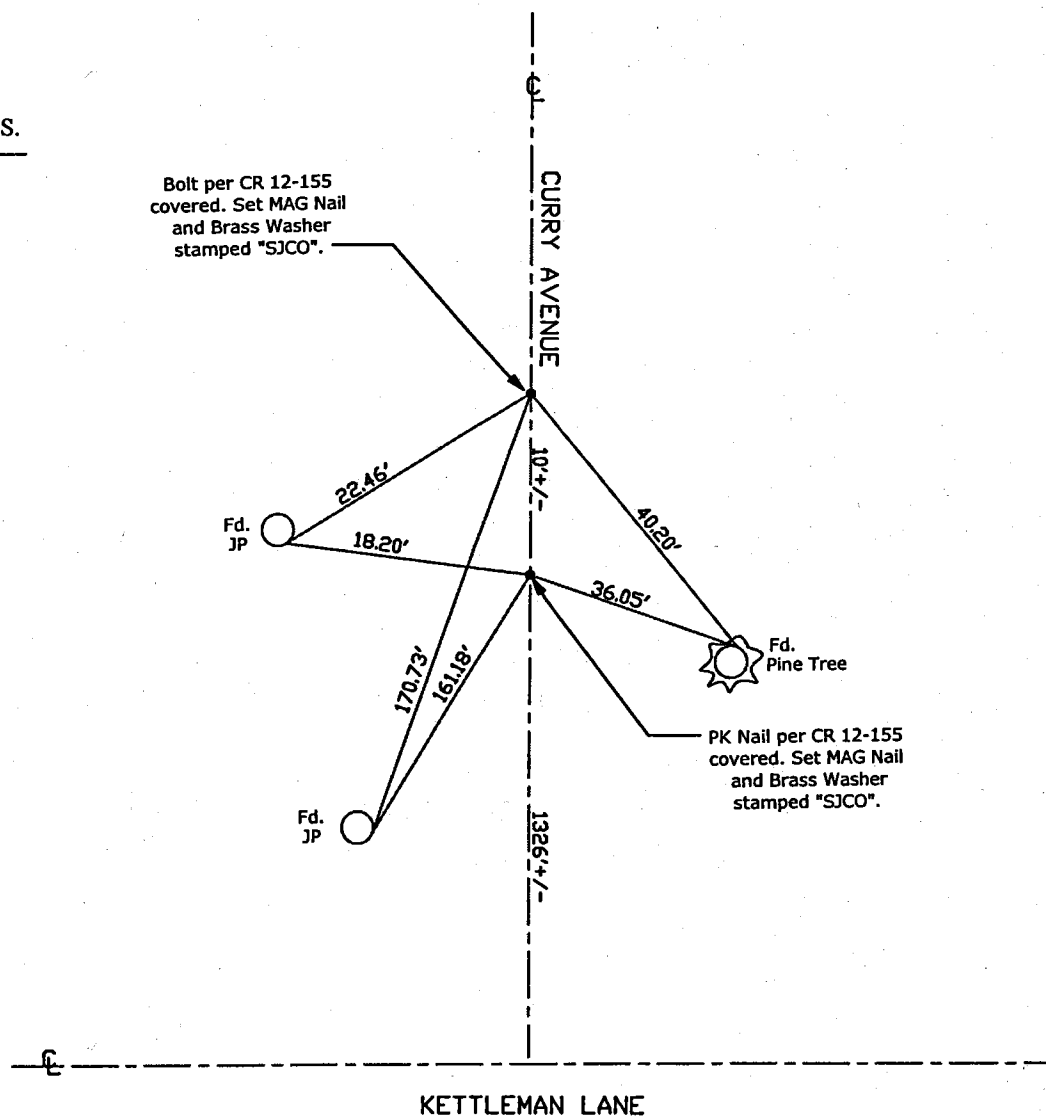 S.
℄
Bolt per CR 12-155
covered. Set MAG Nail
and Brass Washer
stamped "SJCO".
CURRY AVENUE
22.46'
10'+/-
40.20'
Fd.
JP
18.20'
36.05'
Fd.
Pine Tree
170.73'
161.18'
PK Nail per CR 12-155
covered. Set MAG Nail
and Brass Washer
stamped "SJCO".
Fd.
JP
1326'+/-
℄
KETTLEMAN LANE